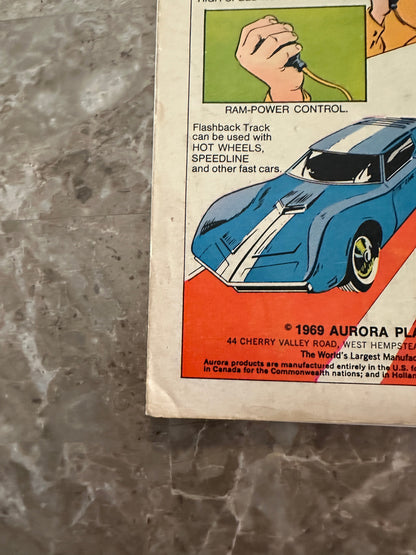 RAM-POWER CONTROL.
Flashback Track
can be used with
HOT WHEELS,
SPEEDLINE
and other fast cars.
© 1969 AURORA PLA
44 CHERRY VALLEY ROAD, WEST HEMPSTEA
The World's Largest Manufac
Aurora products are manufactured entirely in the U.S. fo
in Canada for the Commonwealth nations; and in Holland